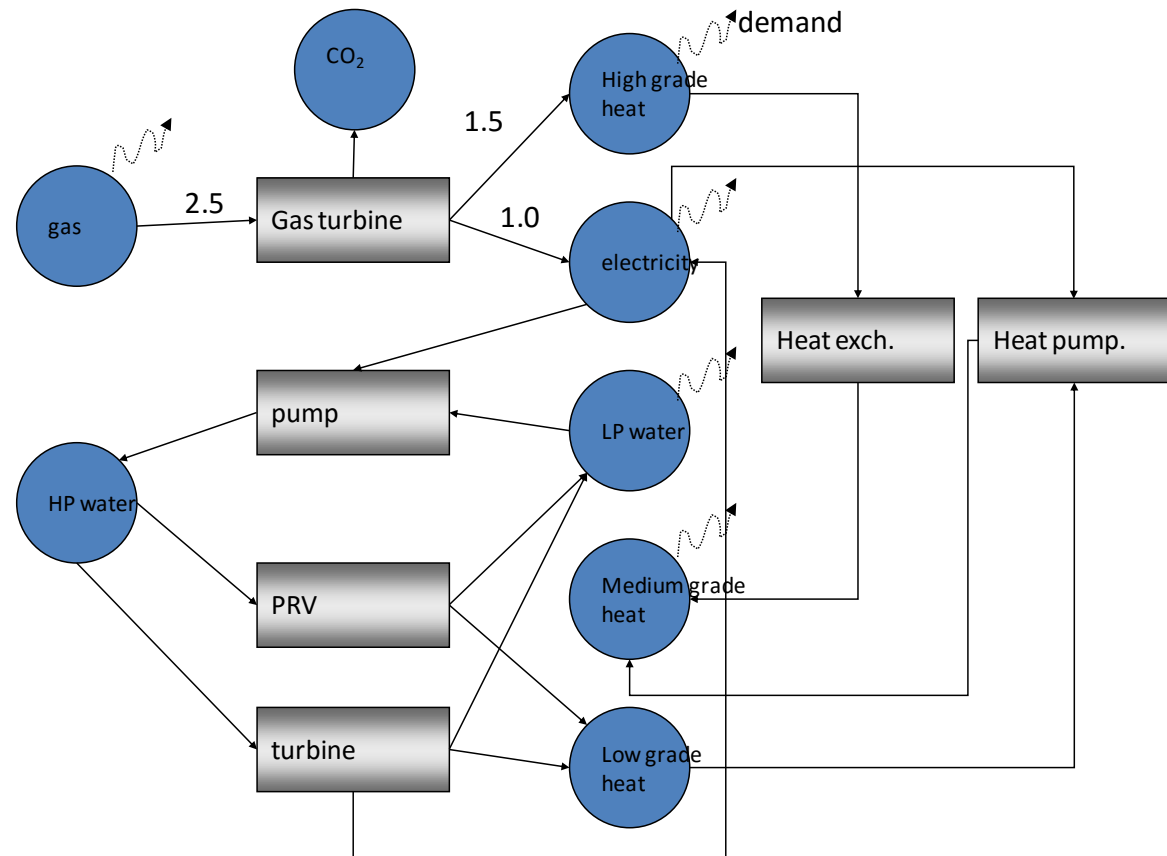 demand
CO₂
High grade
heat
1.5
gas
2.5
Gas turbine
1.0
electricity
Heat exch.
Heat pump.
pump
LP water
HP water
PRV
Medium grade
heat
turbine
Low grade
heat